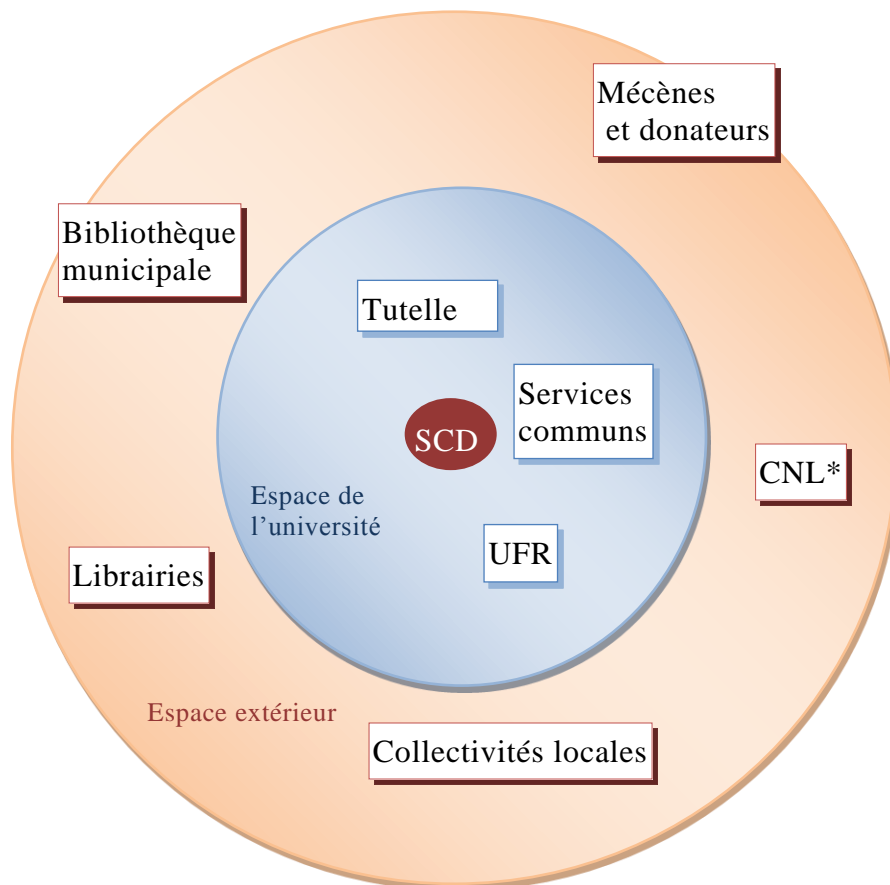 Mécènes
et donateurs
Bibliothèque
municipale
Tutelle
Services
communs
SCD
CNL*
Espace de
l’université
UFR
Librairies
Espace extérieur
Collectivités locales